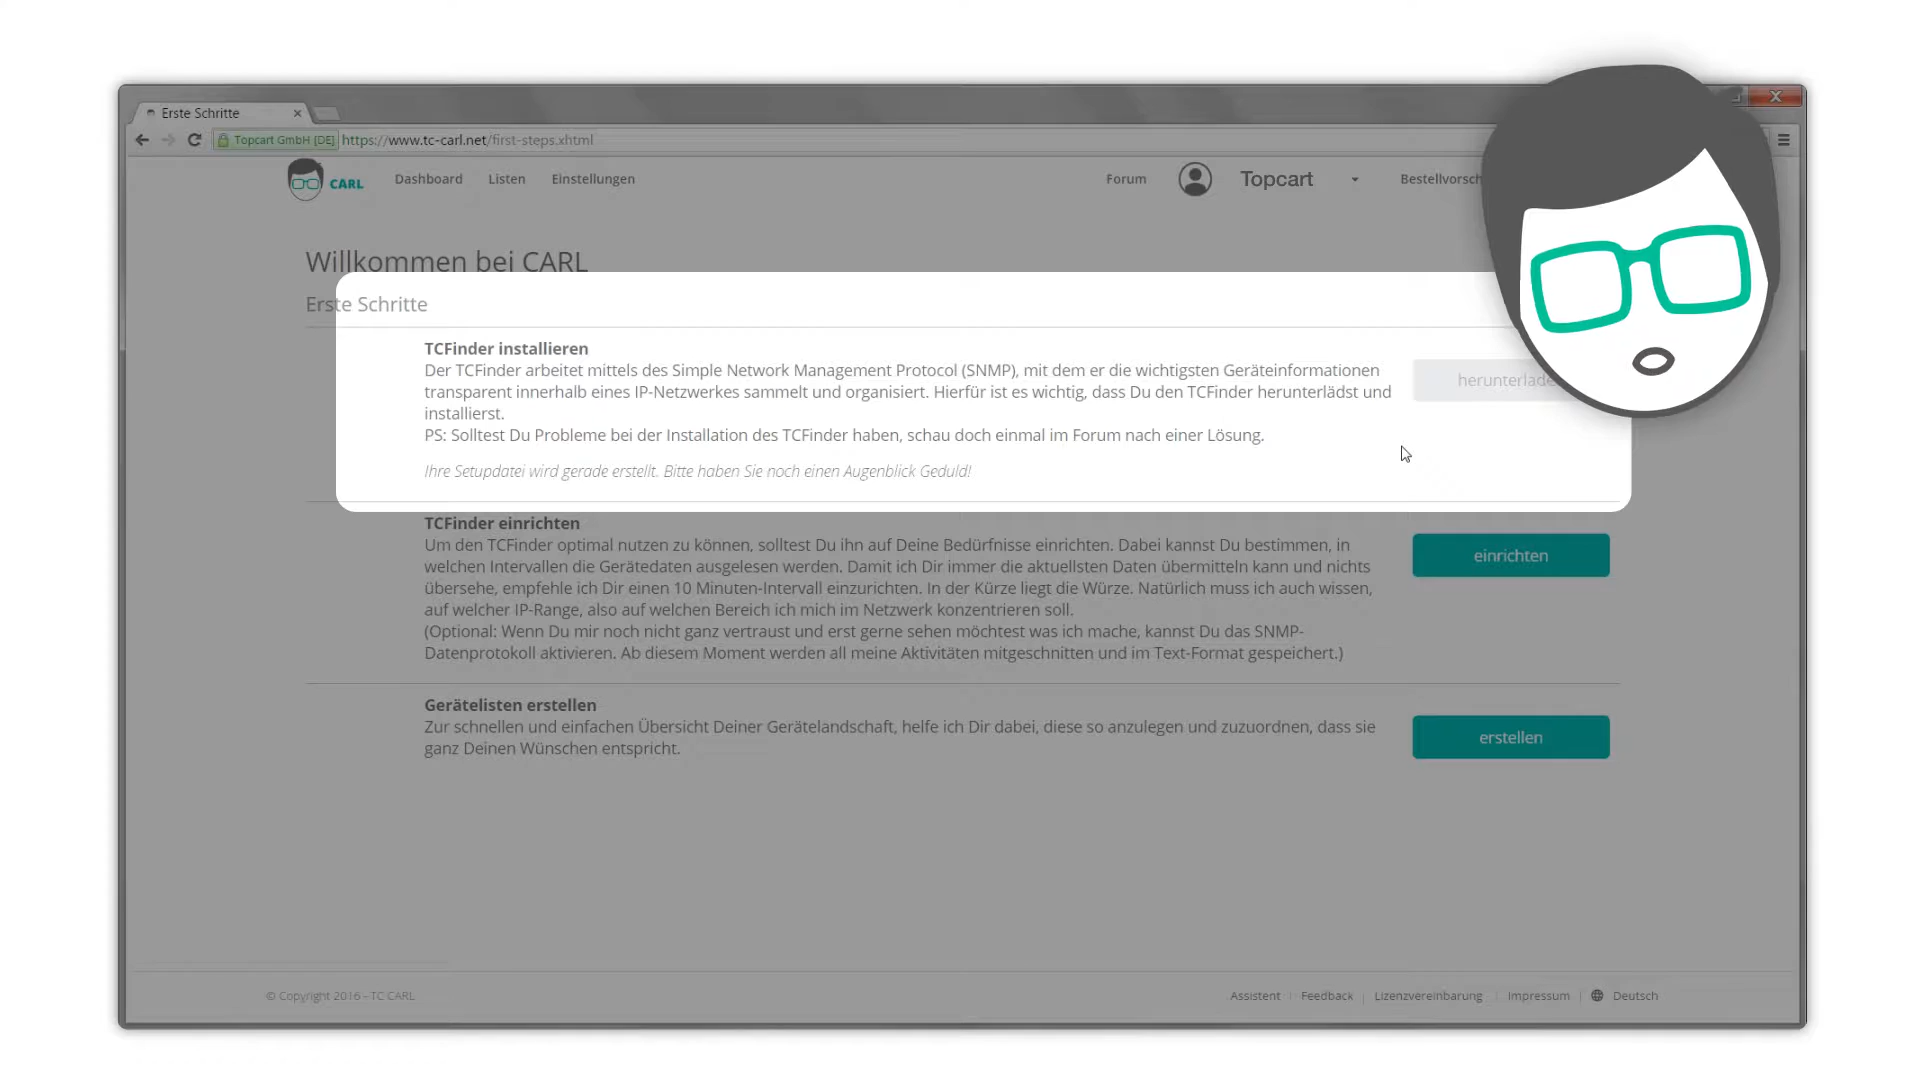 Erste Schritte
Topcart GmbH [DE] https://www.tc-carl.net/first-steps.xhtml
CARL Dashboard Listen Einstellungen Forum Topcart
Willkommen bei CARL
Erste Schritte
TCFinder installieren
Der TCFinder arbeitet mittels des Simple Network Management Protocol (SNMP), mit dem er die wichtigsten Geräteinformationen
transparent innerhalb eines IP-Netzwerkes sammelt und organisiert. Hierfür ist es wichtig, dass Du den TCFinder herunterlädst und
installierst.
PS: Solltest Du Probleme bei der Installation des TCFinder haben, schau doch einmal im Forum nach einer Lösung.
Ihre Setupdatei wird gerade erstellt. Bitte haben Sie noch einen Augenblick Geduld!
TCFinder einrichten
Um den TCFinder optimal nutzen zu können, solltest Du ihn auf Deine Bedürfnisse einrichten. Dabei kannst Du bestimmen, in
welchen Intervallen die Gerätedaten ausgelesen werden. Damit ich Dir immer die aktuellsten Daten übermitteln kann und nichts
übersehe, empfehle ich Dir einen 10 Minuten-Intervall einzurichten. In der Kürze liegt die Würze. Natürlich muss ich auch wissen,
auf welcher IP-Range, also auf welchen Bereich ich mich im Netzwerk konzentrieren soll.
(Optional: Wenn Du mir noch nicht ganz vertraust und erst gerne sehen möchtest was ich mache, kannst Du das SNMP-
Datenprotokoll aktivieren. Ab diesem Moment werden all meine Aktivitäten mitgeschnitten und im Text-Format gespeichert.)
einrichten
Gerätelisten erstellen
Zur schnellen und einfachen Übersicht Deiner Gerätelandschaft, helfe ich Dir dabei, diese so anzulegen und zuzuordnen, dass sie
ganz Deinen Wünschen entspricht.
erstellen
© Copyright 2016 - TC CARL
Assistent | Feedback | Lizenzvereinbarung | Impressum | Deutsch